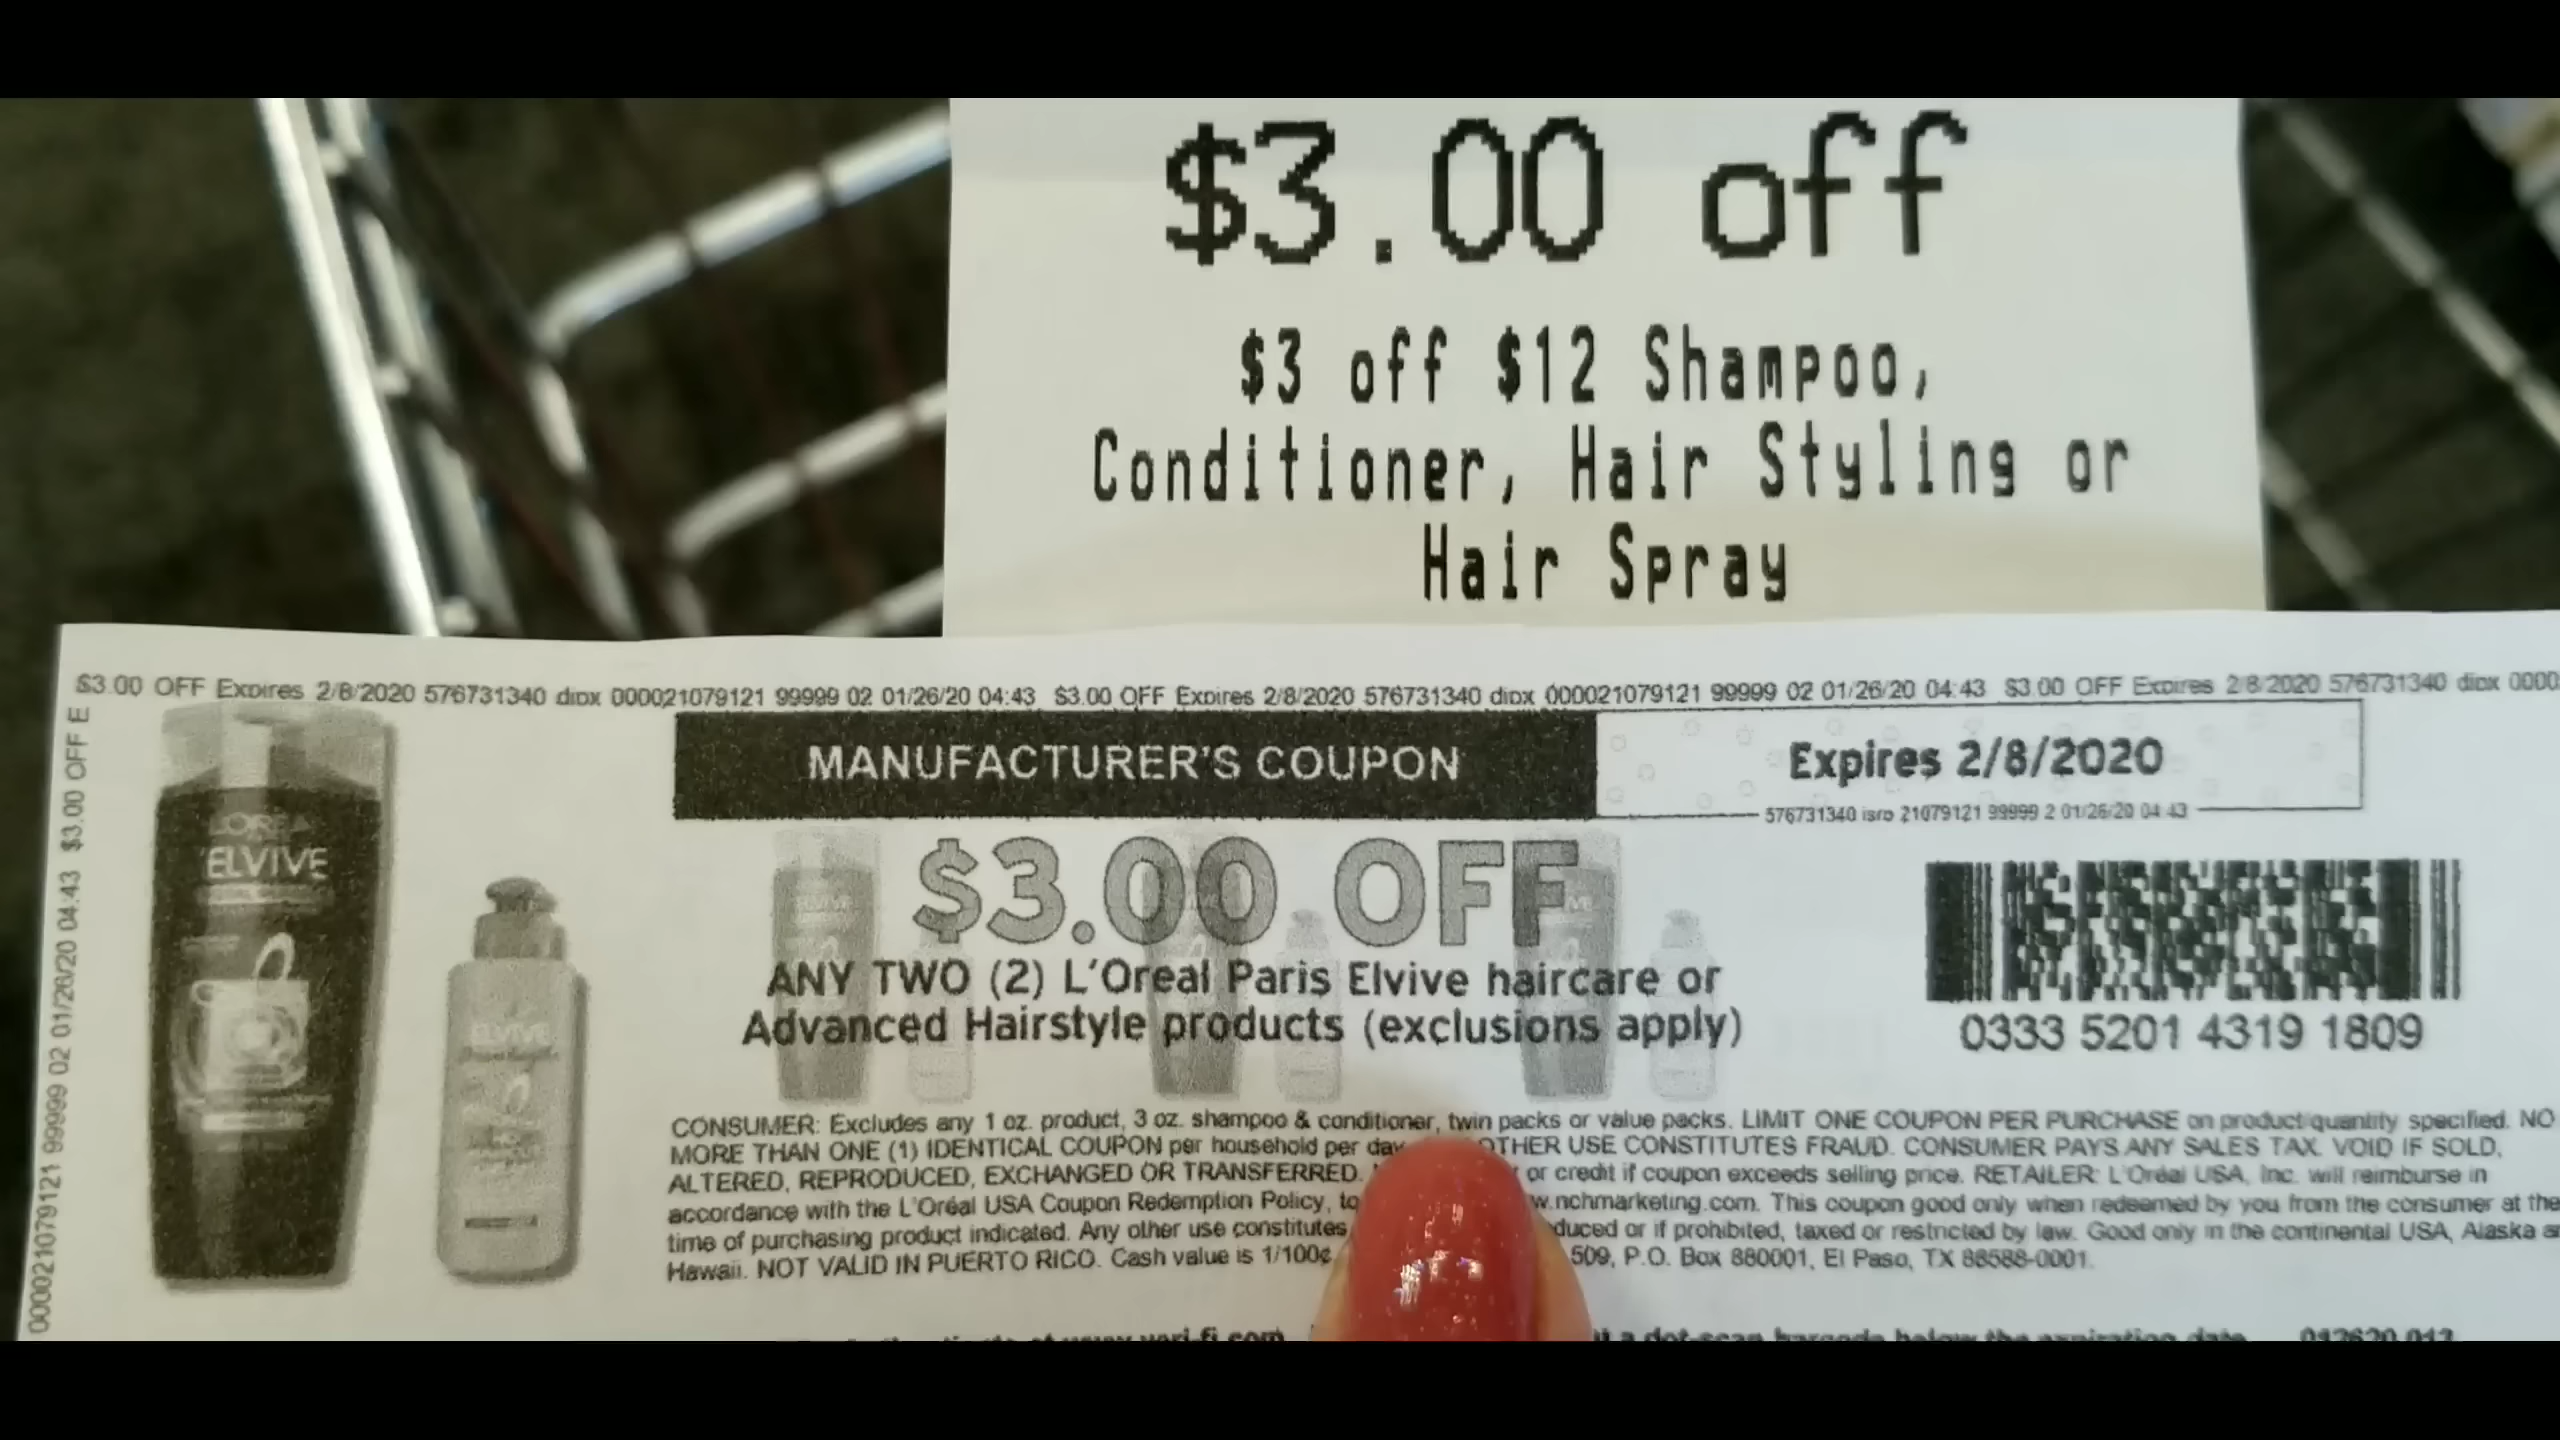 $3.00 off
$3 off $12 Shampoo,
Conditioner, Hair Styling or
Hair Spray
$3.00 OFF Expires 2/8/2020 576731340 dipx 000021079121 99999 02 01/26/20 04:43 $3.00 OFF Expires 2/8/2020 576731340 dipx 000021079121 99999 02 01/26/20 04:43 $3.00 OFF Expires 2/8/2020 576731340 dipx 0000
000021079121 99999 02 01/26/20 04:43 $3.00 OFF E
MANUFACTURER'S COUPON
Expires 2/8/2020
576731340 isro 21079121 99999 2 01/26/20 04:43
ELVIVE
ELVIVE
$3.00 OFF
ANY TWO (2) L'Oreal Paris Elvive haircare or
Advanced Hairstyle products (exclusions apply)
0333 5201 4319 1809
CONSUMER: Excludes any 1 oz. product, 3 oz. shampoo & conditioner, twin packs or value packs. LIMIT ONE COUPON PER PURCHASE on product/quantity specified. NO
MORE THAN ONE (1) IDENTICAL COUPON per household per day OTHER USE CONSTITUTES FRAUD. CONSUMER PAYS ANY SALES TAX. VOID IF SOLD,
ALTERED, REPRODUCED, EXCHANGED OR TRANSFERRED. or credit if coupon exceeds selling price. RETAILER: L'Oréal USA, Inc. will reimburse in
accordance with the L'Oréal USA Coupon Redemption Policy, w.nchmarketing.com. This coupon good only when redeemed by you from the consumer at the
time of purchasing product indicated. Any other use constitutes duced or if prohibited, taxed or restricted by law. Good only in the continental USA, Alaska
Hawaii. NOT VALID IN PUERTO RICO. Cash value is 1/100¢ 509, P.O. Box 880001, El Paso, TX 88588-0001.
a dot-scan barcode below the expiration date